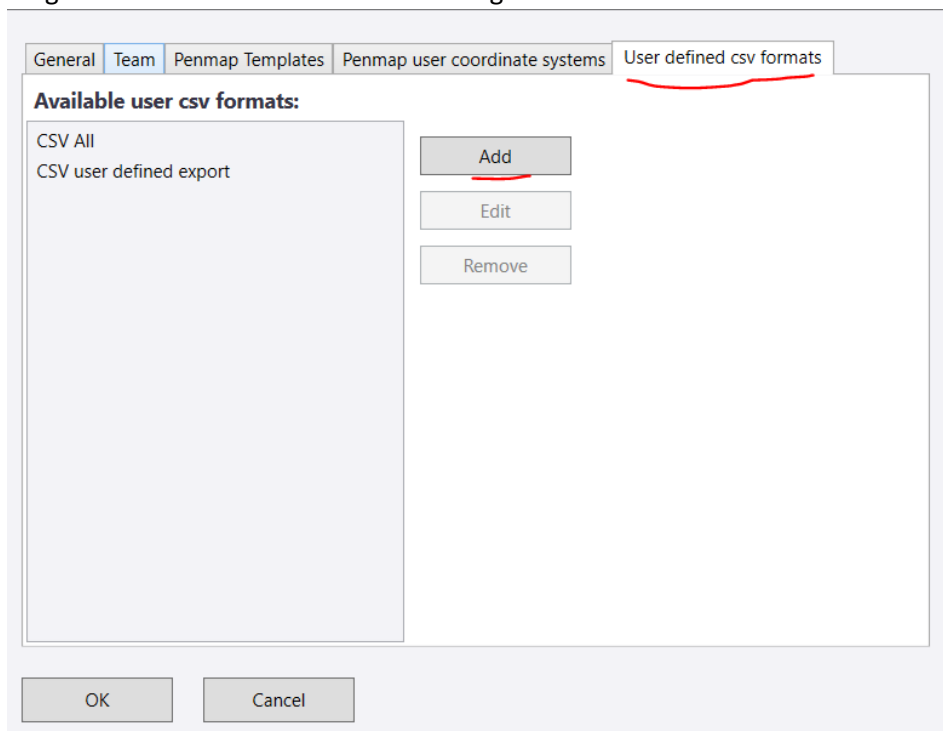 General Team Penmap Templates Penmap user coordinate systems User defined csv formats
Available user csv formats:
CSV All
CSV user defined export
Add
Edit
Remove
OK Cancel